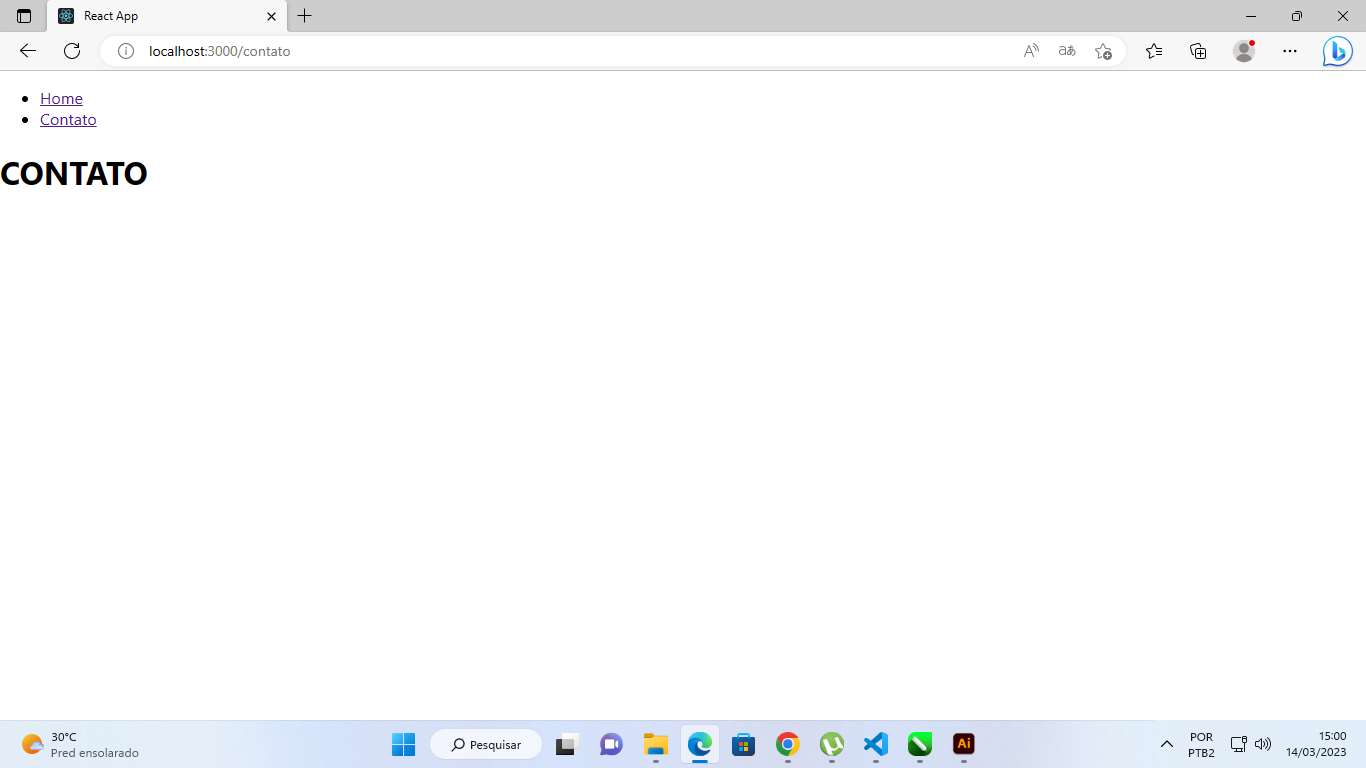 React App
localhost:3000/contato
Home
Contato
CONTATO
30°C
Pred ensolarado
Pesquisar
Ai
POR
PTB2
15:00
14/03/2023